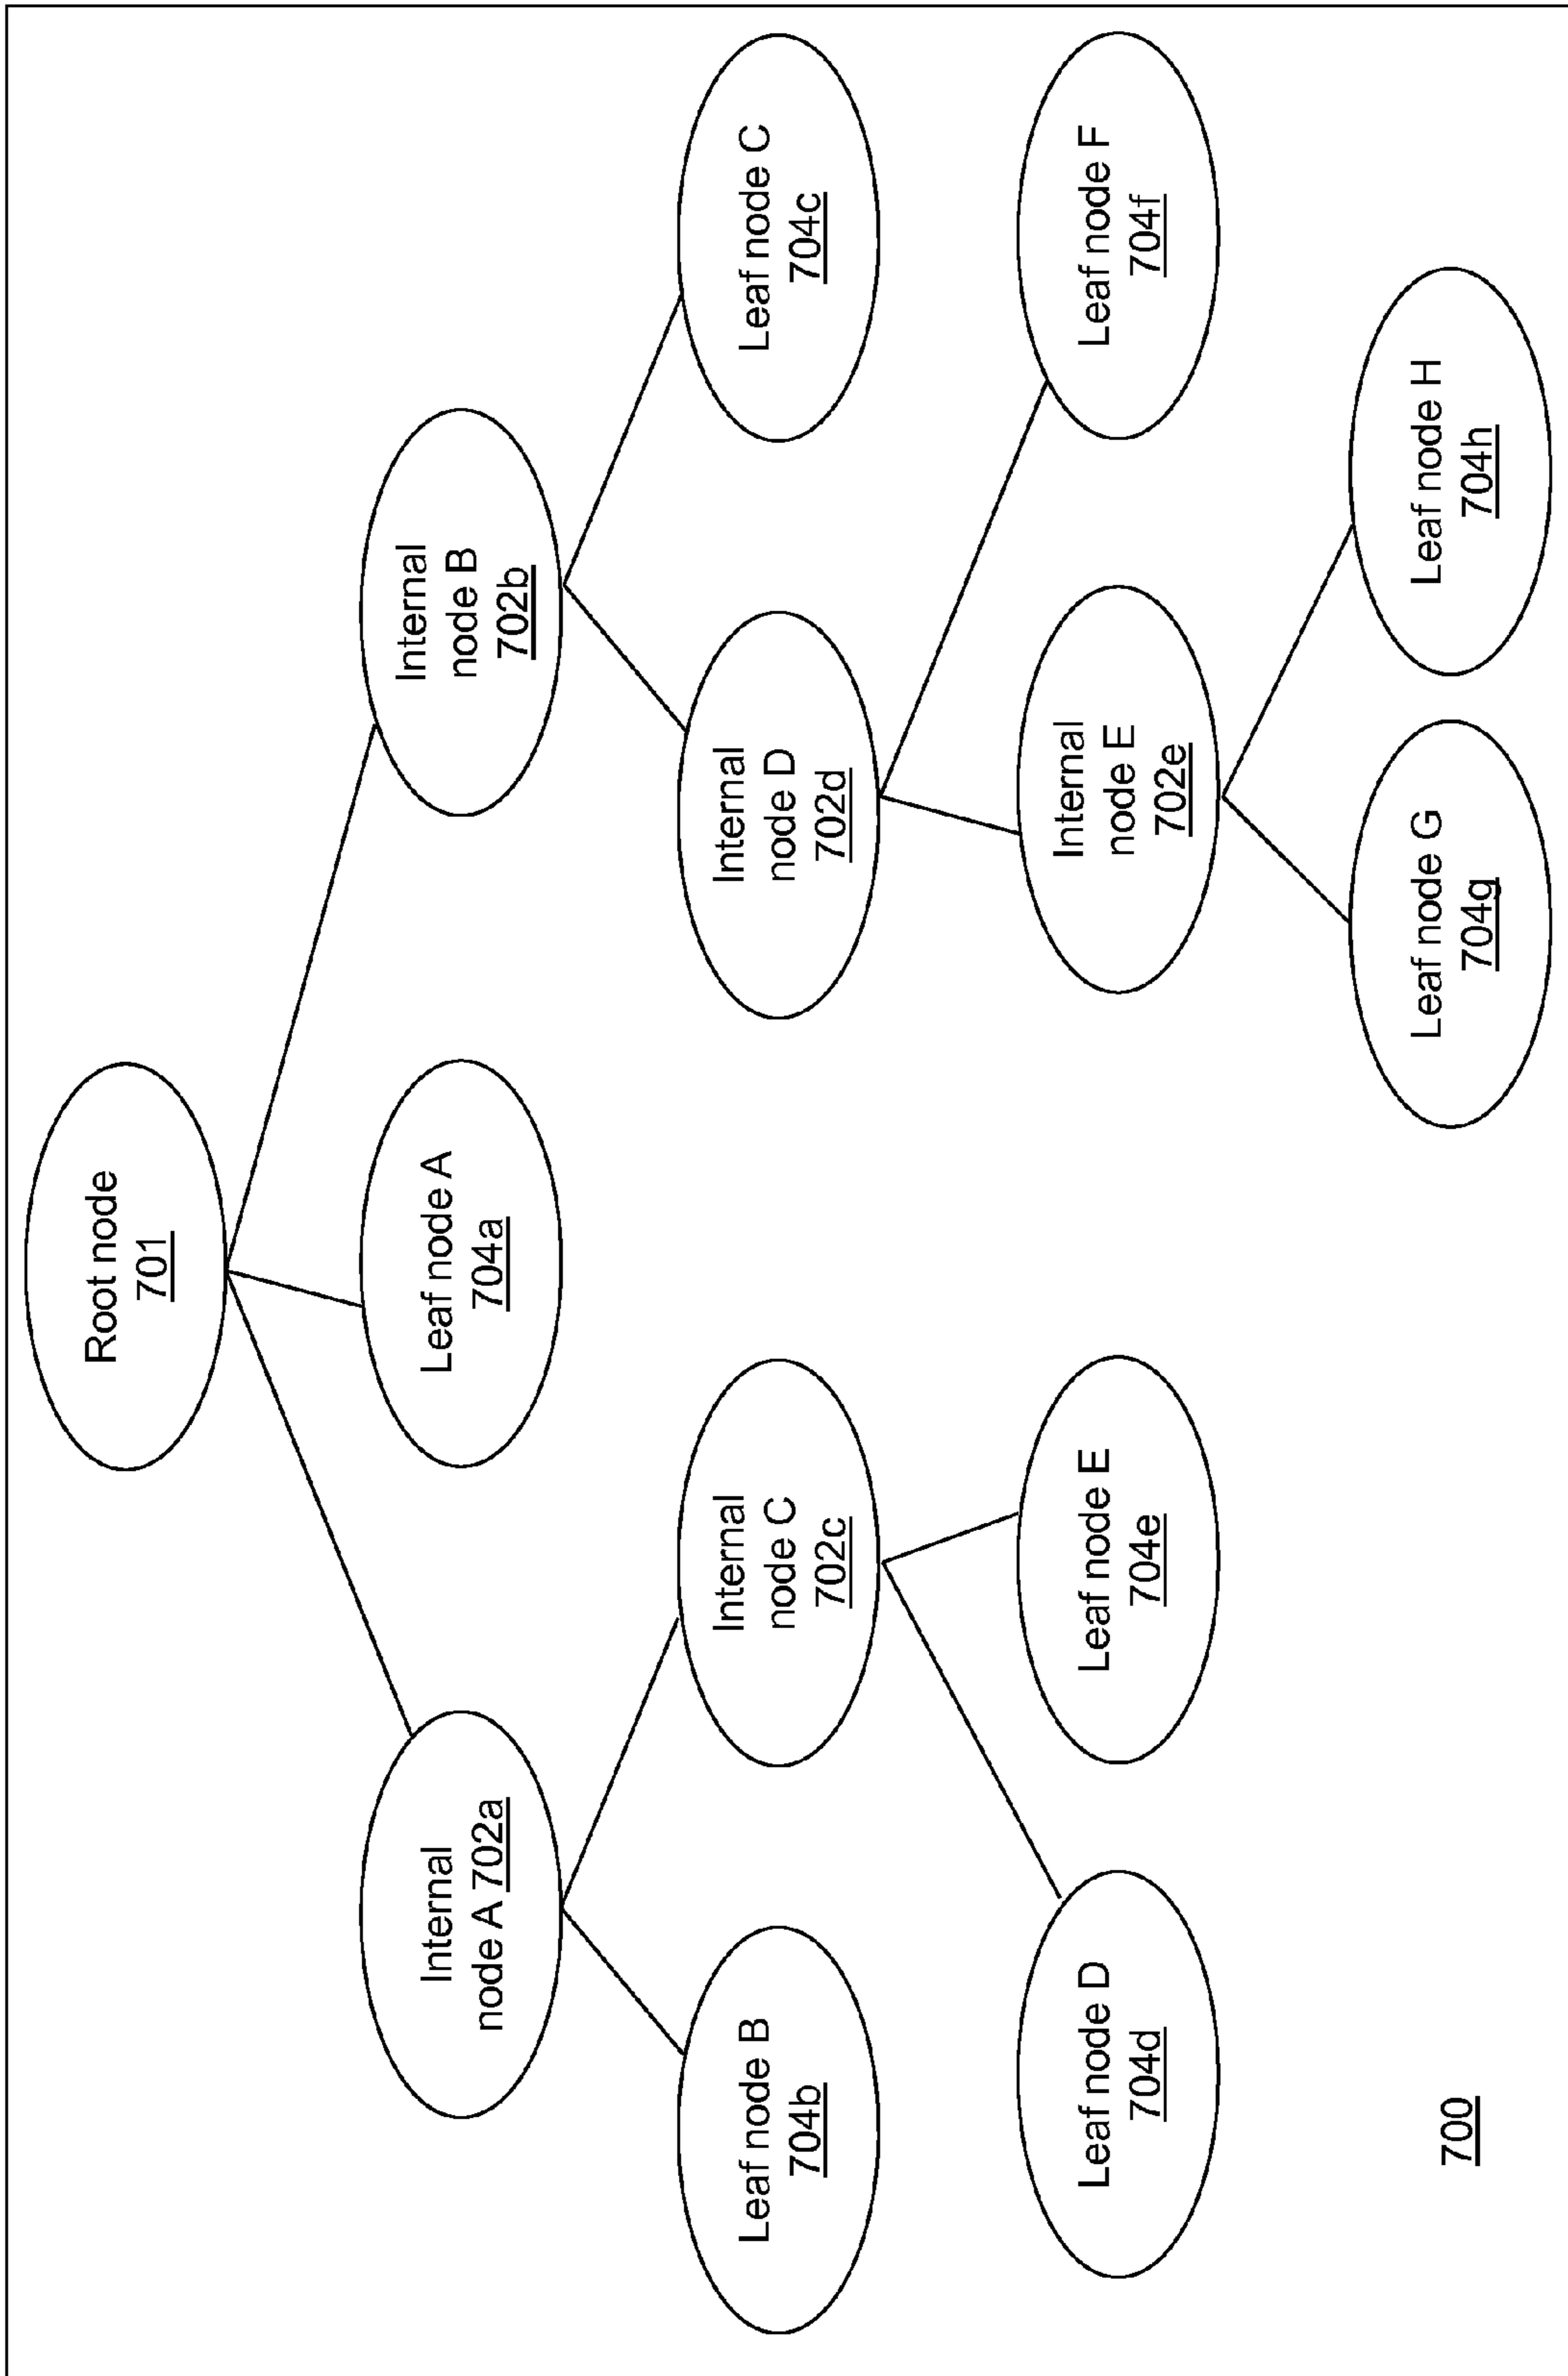 Root node
701
Internal
node A 702a
Leaf node A
704a
Internal
node B
702b
Leaf node B
704b
Internal
node C
702c
Internal
node D
702d
Leaf node C
704c
Leaf node D
704d
Leaf node E
704e
Internal
node E
702e
Leaf node F
704f
Leaf node G
704g
Leaf node H
704h
700